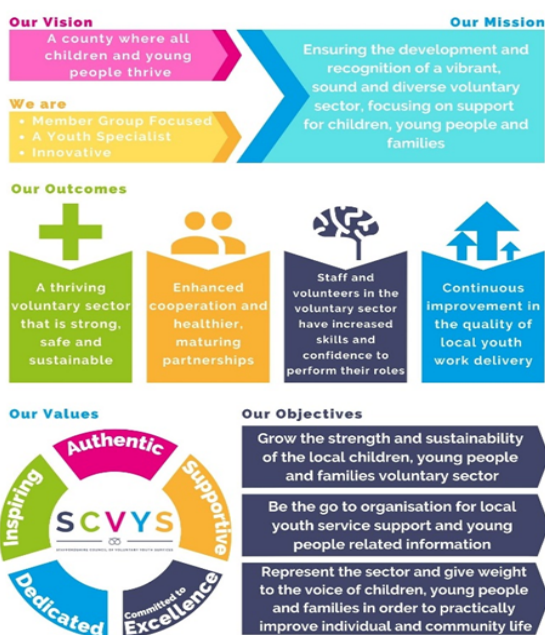 Our Vision
A county where all
children and young
people thrive
Our Mission
Ensuring the development and
recognition of a vibrant,
sound and diverse voluntary
sector, focusing on support
for children, young people and
families
We are
• Member Group Focused
• A Youth Specialist
• Innovative
Our Outcomes
A thriving
voluntary sector
that is strong,
safe and
sustainable
Enhanced
cooperation and
healthier,
maturing
partnerships
Staff and
volunteers in the
voluntary sector
have increased
skills and
confidence to
perform their roles
Continuous
improvement in
the quality of
local youth
work delivery
Our Values
Authentic
Supportive
Committed to
Excellence
Dedicated
Inspiring
SCVYS
STAFFORDSHIRE COUNCIL OF VOLUNTARY YOUTH SERVICES
Our Objectives
Grow the strength and sustainability
of the local children, young people
and families voluntary sector
Be the go to organisation for local
youth service support and young
people related information
Represent the sector and give weight
to the voice of children, young people
and families in order to practically
improve individual and community life